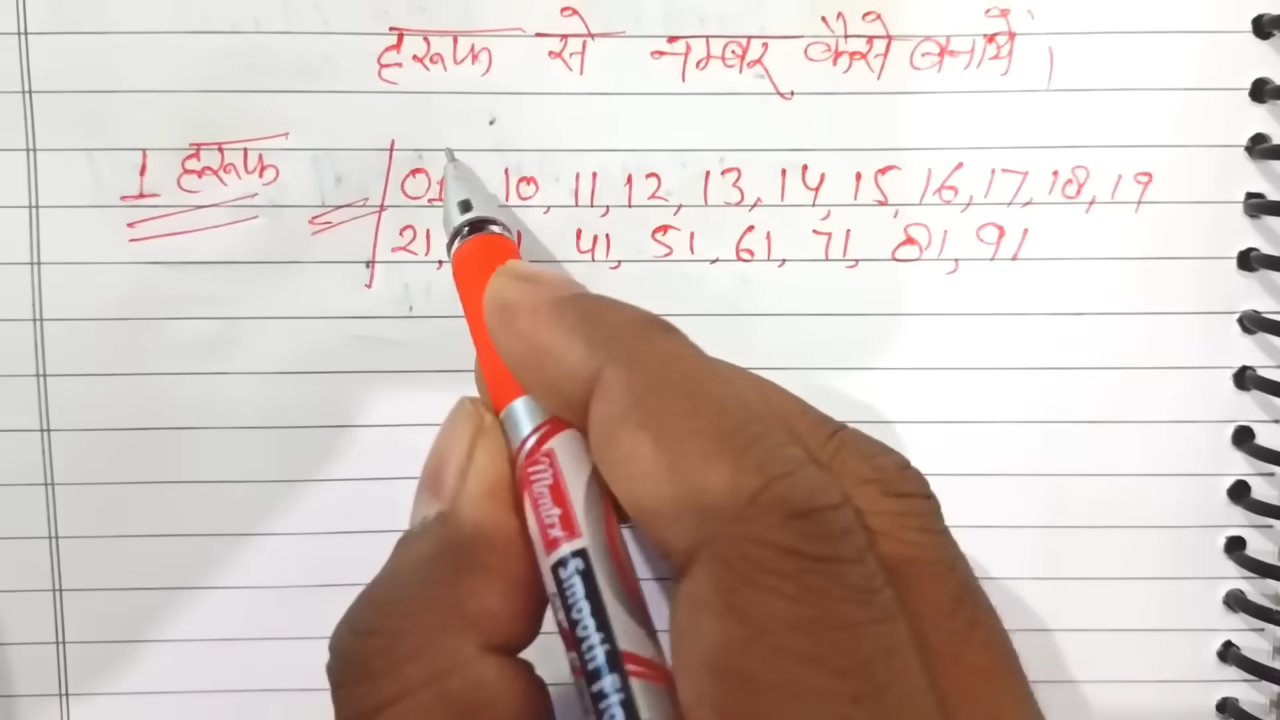 हरूफ से नम्बर कैसे बनाये ।
1 हरूफ = 01 10, 11, 12, 13, 14, 15, 16, 17, 18, 19
21, 41, 51, 61, 71, 81, 91
Montex
Smooth-Flo